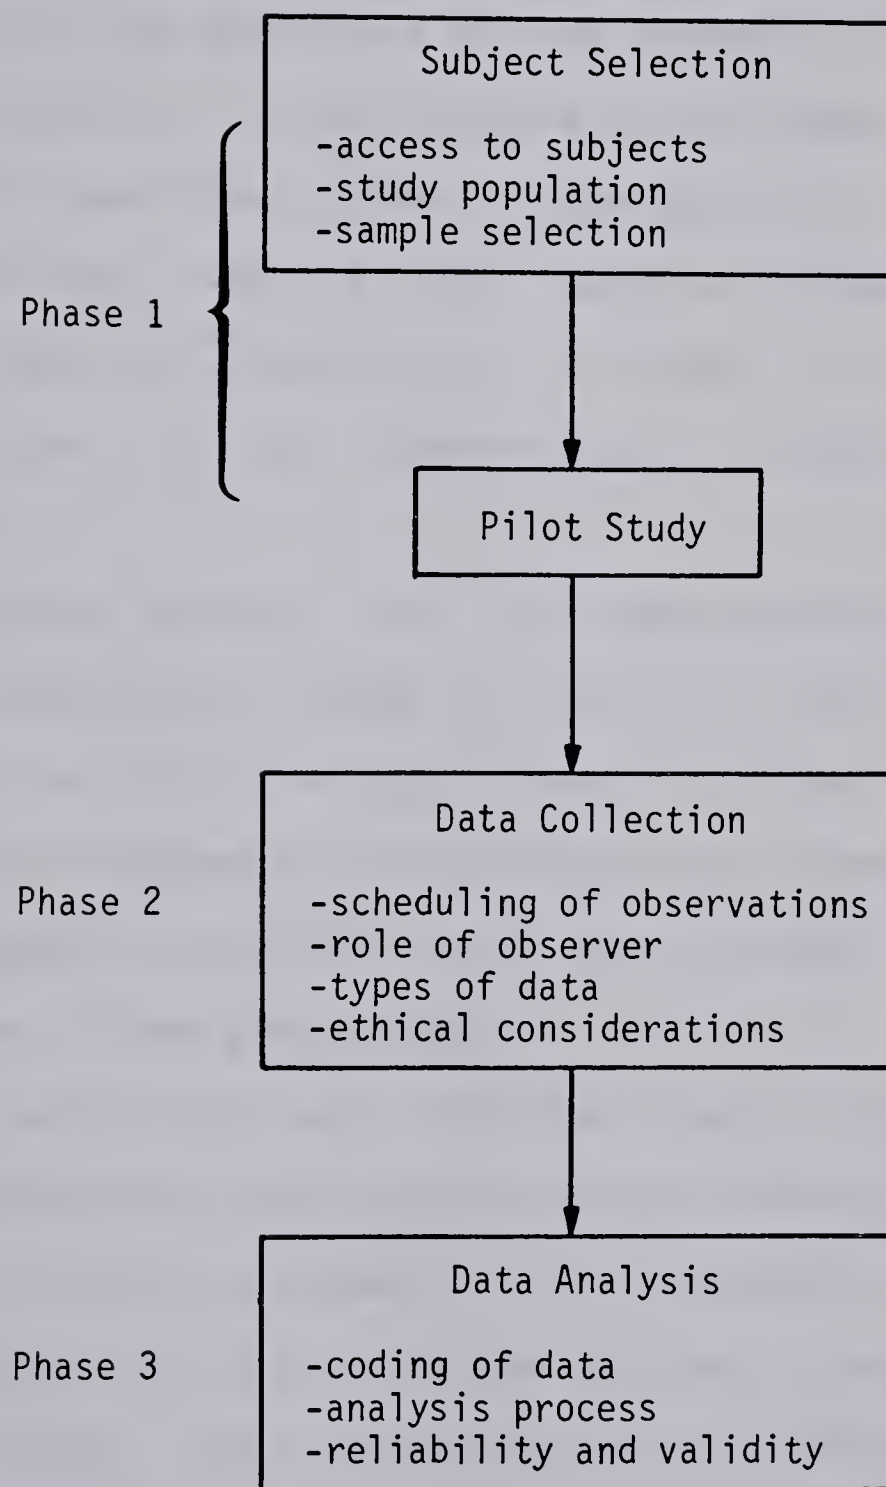 Subject Selection
-access to subjects
-study population
-sample selection
Phase 1
Pilot Study
Data Collection
Phase 2
-scheduling of observations
-role of observer
-types of data
-ethical considerations
Data Analysis
Phase 3
-coding of data
-analysis process
-reliability and validity